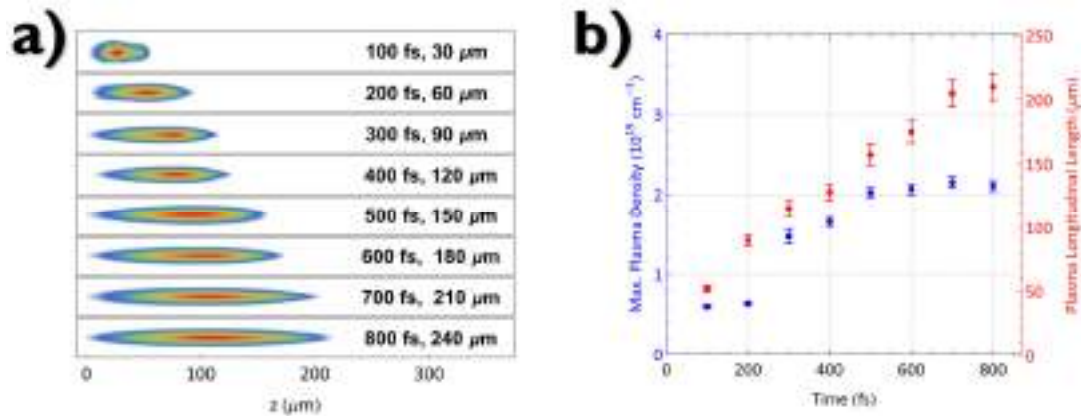 a)
100 fs, 30 μm
200 fs, 60 μm
300 fs, 90 μm
400 fs, 120 μm
500 fs, 150 μm
600 fs, 180 μm
700 fs, 210 μm
800 fs, 240 μm
0 100 200 300
z (μm)
b)
Max. Plasma Density (10¹⁹ cm⁻³)
4
3
2
1
0
200 400 600 800 1000
Time (fs)
250
200
150
100
50
0
Plasma Longitudinal Length (μm)